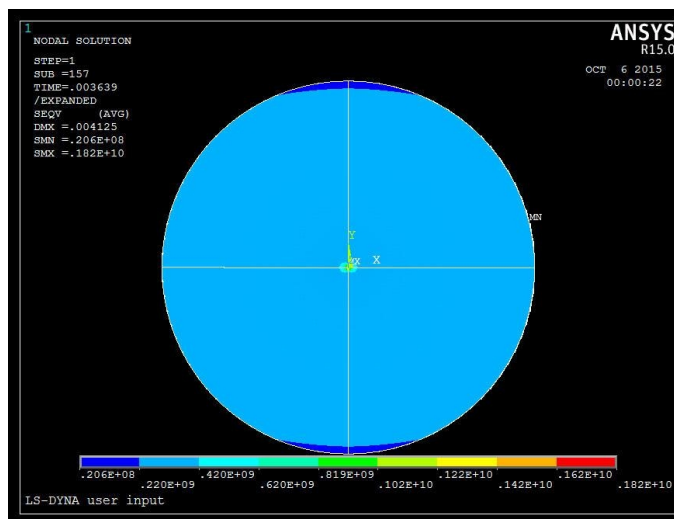 1
NODAL SOLUTION
STEP=1
SUB =157
TIME=.003639
/EXPANDED
SEQV (AVG)
DMX =.004125
SMN =.206E+08
SMX =.182E+10
ANSYS
R15.0
OCT 6 2015
00:00:22
MN
Y
X
.206E+08 .420E+09 .819E+09 .122E+10 .162E+10
.220E+09 .620E+09 .102E+10 .142E+10 .182E+10
LS-DYNA user input